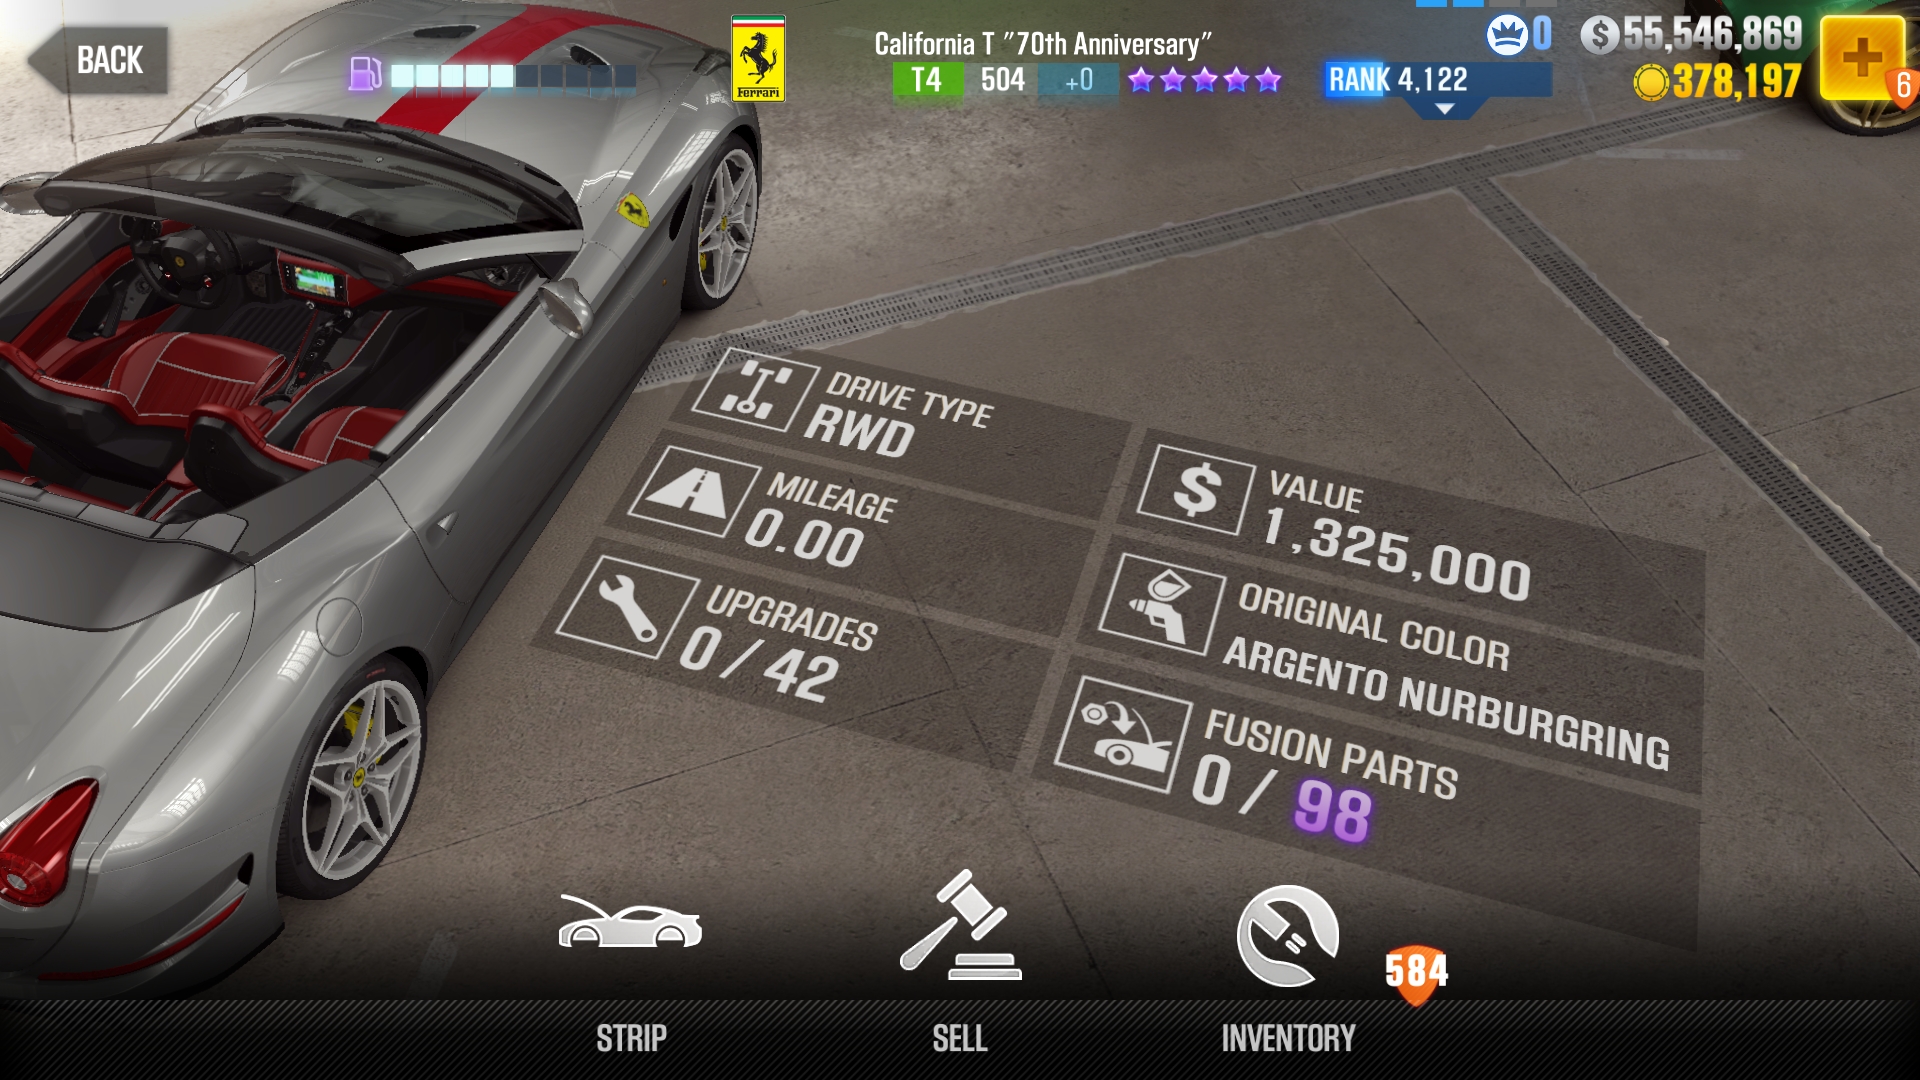 BACK
Ferrari
California T "70th Anniversary"
T4 504 +0
RANK 4,122
0
$ 55,546,869
378,197
6
DRIVE TYPE
RWD
MILEAGE
0.00
UPGRADES
0/42
$ VALUE
1,325,000
ORIGINAL COLOR
ARGENTO NURBURGRING
FUSION PARTS
0/98
584
STRIP
SELL
INVENTORY